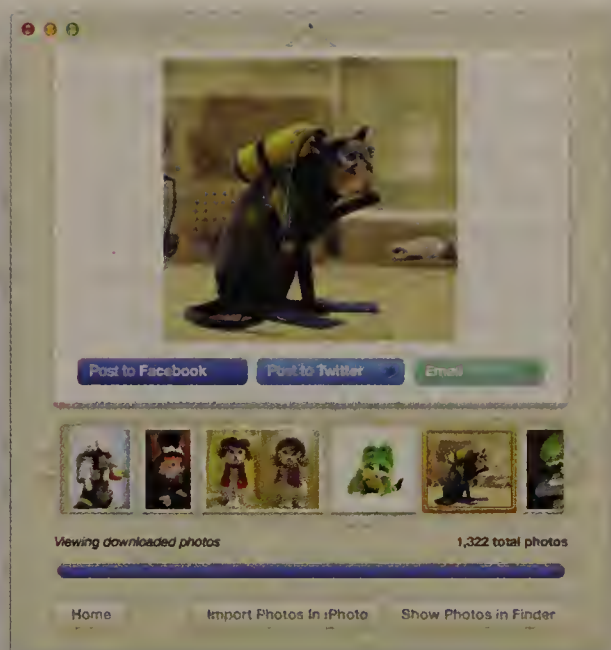 Post to Facebook
Post to Twitter
Email
Viewing downloaded photos
1,322 total photos
Home
Import Photos In iPhoto
Show Photos in Finder